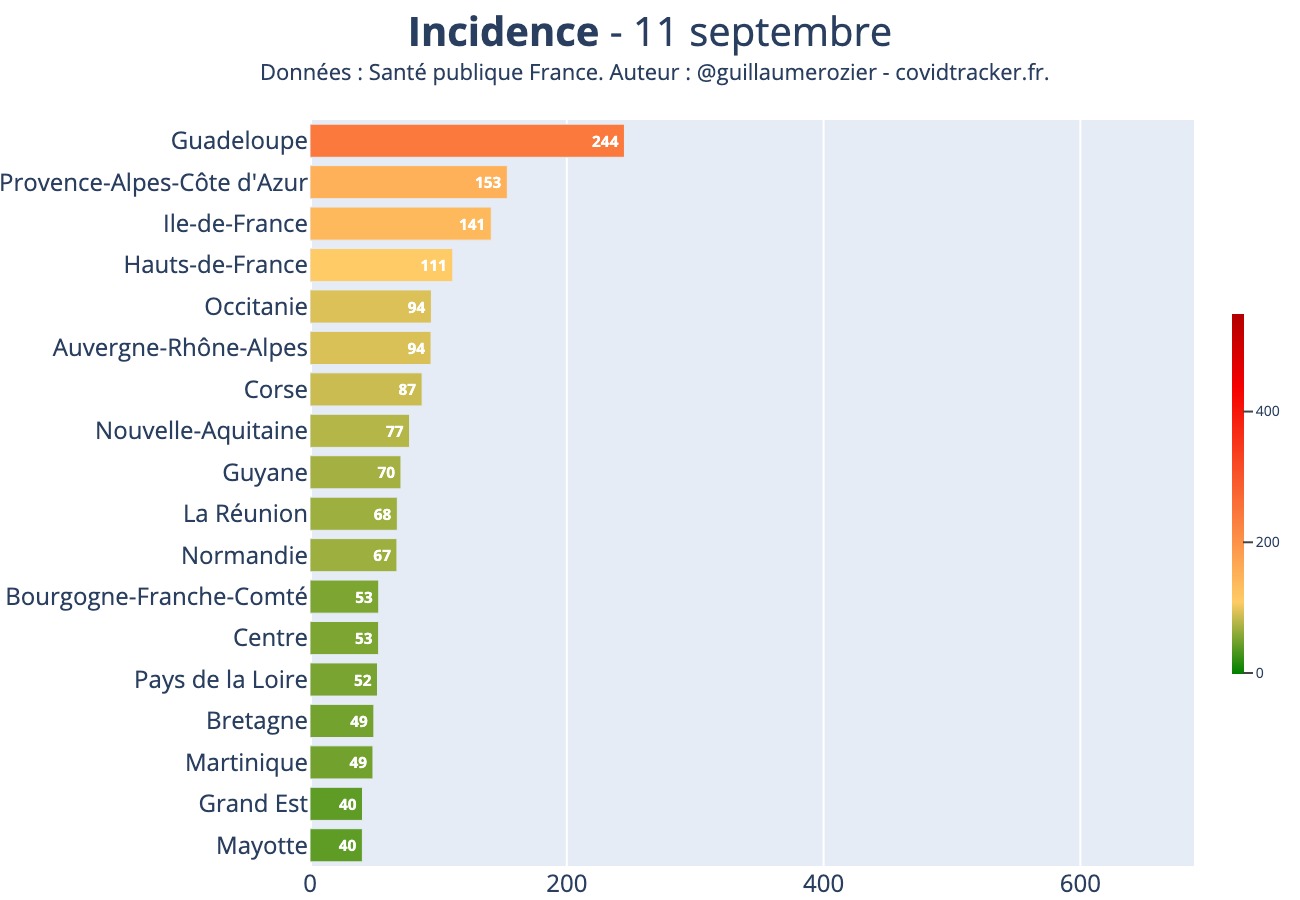 Incidence - 11 septembre
Données : Santé publique France. Auteur : @guillaumerozier - covidtracker.fr.
Guadeloupe 244
Provence-Alpes-Côte d'Azur 153
Ile-de-France 141
Hauts-de-France 111
Occitanie 94
Auvergne-Rhône-Alpes 94
Corse 87
Nouvelle-Aquitaine 77
Guyane 70
La Réunion 68
Normandie 67
Bourgogne-Franche-Comté 53
Centre 53
Pays de la Loire 52
Bretagne 49
Martinique 49
Grand Est 40
Mayotte 40
0 200 400 600
400
200
0